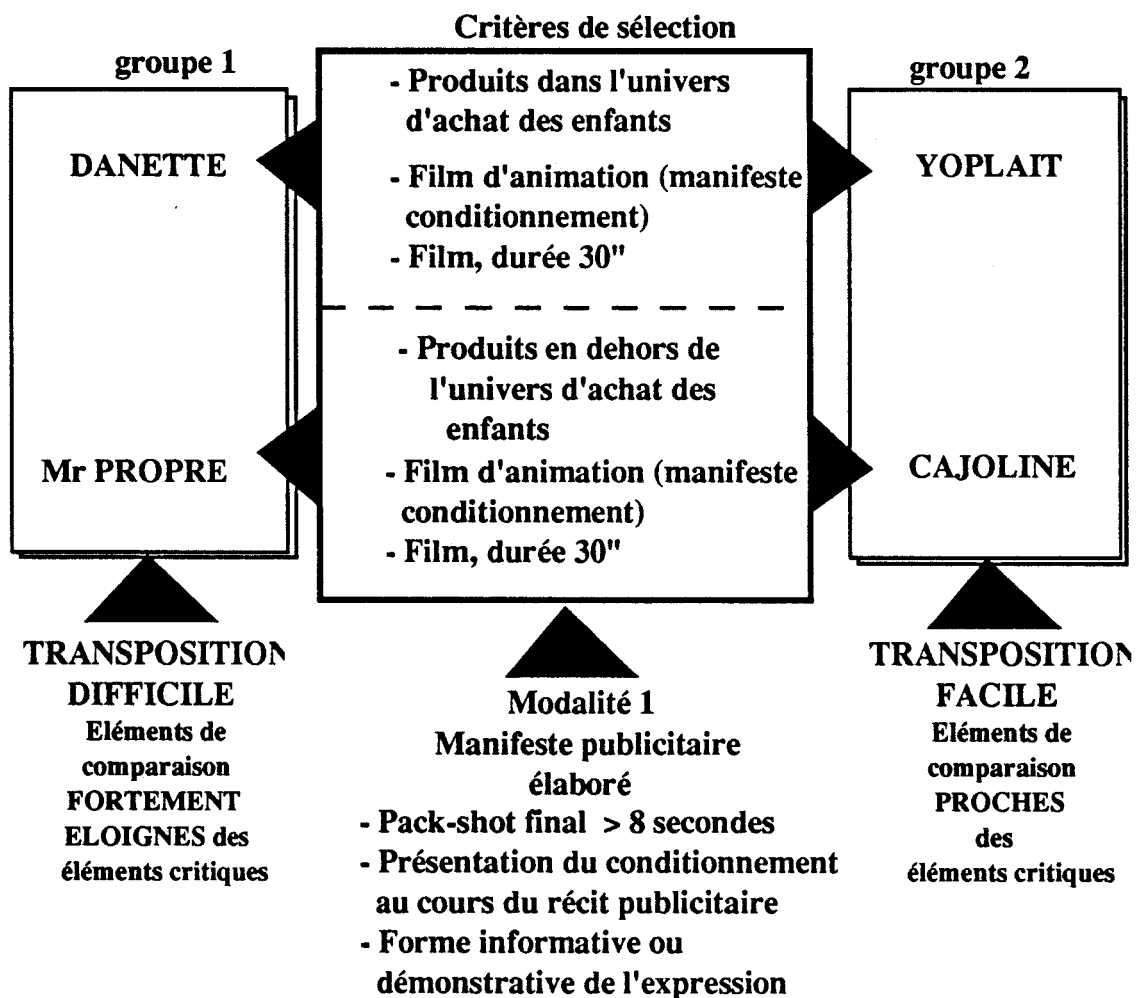 Critères de sélection
groupe 1
DANETTE
Mr PROPRE
- Produits dans l'univers
d'achat des enfants
- Film d'animation (manifeste
conditionnement)
- Film, durée 30"
- Produits en dehors de
l'univers d'achat des
enfants
- Film d'animation (manifeste
conditionnement)
- Film, durée 30"
groupe 2
YOPLAIT
CAJOLINE
TRANSPOSITION
DIFFICILE
Eléments de
comparaison
FORTEMENT
ELOIGNES des
éléments critiques
Modalité 1
Manifeste publicitaire
élaboré
- Pack-shot final > 8 secondes
- Présentation du conditionnement
au cours du récit publicitaire
- Forme informative ou
démonstrative de l'expression
TRANSPOSITION
FACILE
Eléments de
comparaison
PROCHES
des
éléments critiques